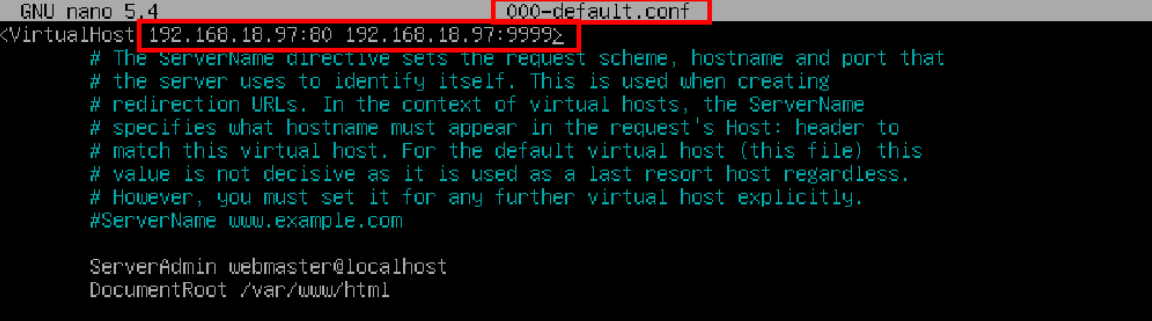 GNU nano 5.4 000-default.conf
<VirtualHost 192.168.18.97:80 192.168.18.97:9999>
# The ServerName directive sets the request scheme, hostname and port that
# the server uses to identify itself. This is used when creating
# redirection URLs. In the context of virtual hosts, the ServerName
# specifies what hostname must appear in the request's Host: header to
# match this virtual host. For the default virtual host (this file) this
# value is not decisive as it is used as a last resort host regardless.
# However, you must set it for any further virtual host explicitly.
#ServerName www.example.com
ServerAdmin webmaster@localhost
DocumentRoot /var/www/html